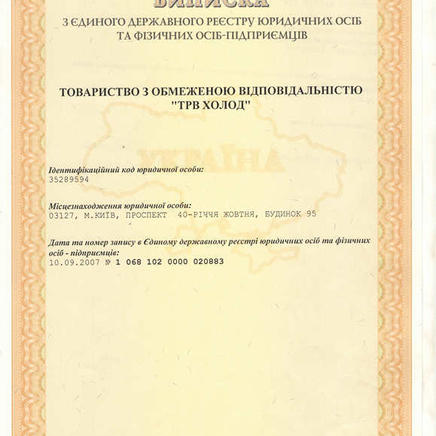 ВИПИСКА
З ЄДИНОГО ДЕРЖАВНОГО РЕЄСТРУ ЮРИДИЧНИХ ОСІБ
ТА ФІЗИЧНИХ ОСІБ-ПІДПРИЄМЦІВ
ТОВАРИСТВО З ОБМЕЖЕНОЮ ВІДПОВІДАЛЬНІСТЮ
"ТРВ ХОЛОД"
УКРАЇНА
Ідентифікаційний код юридичної особи:
35289594
Місцезнаходження юридичної особи:
03127, М.КИЇВ, ПРОСПЕКТ 40-РІЧЧЯ ЖОВТНЯ, БУДИНОК 95
Дата та номер запису в Єдиному державному реєстрі юридичних осіб та фізичних
осіб - підприємців:
10.09.2007 № 1 068 102 0000 020883